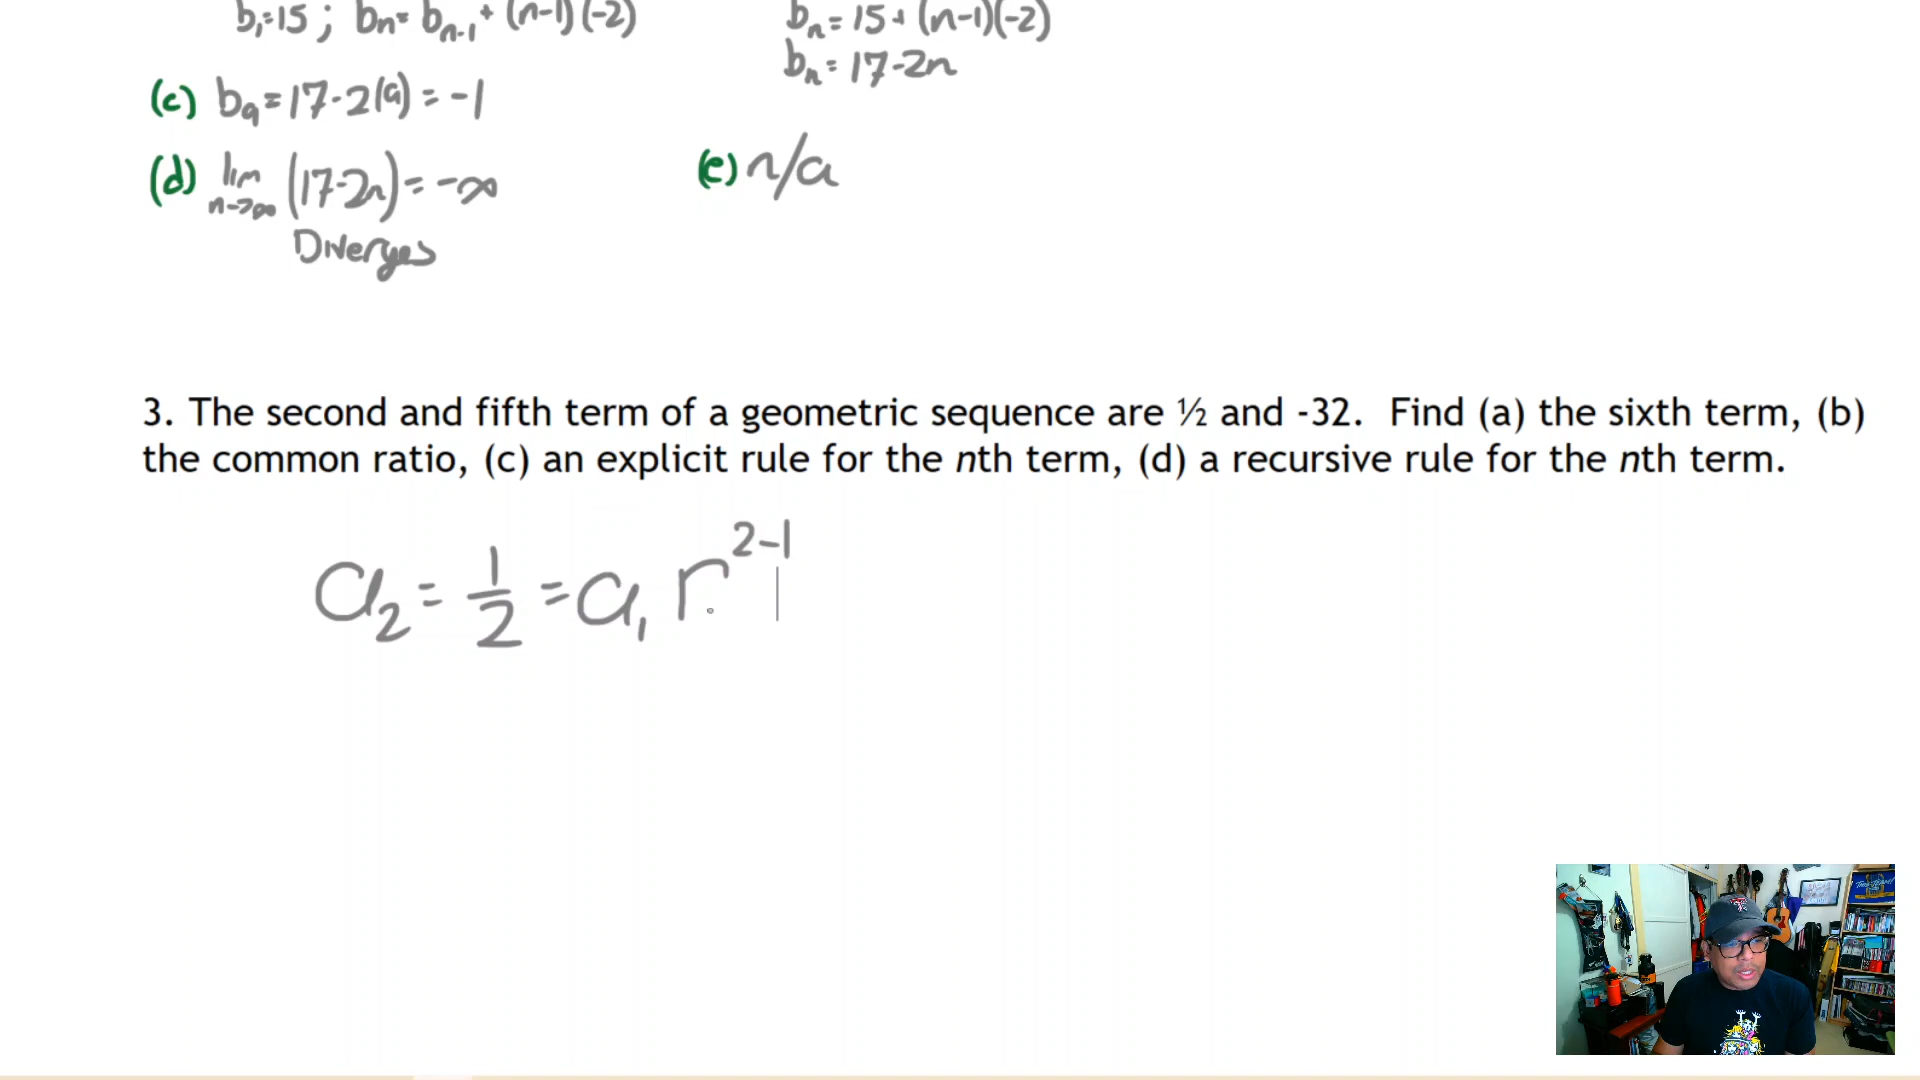 b₁=15 ; bn= bn-1 + (n-1)(-2)
bn = 15 + (n-1)(-2)
bn = 17-2n
(c) b9 = 17-2(9) = -1
(d) lim n->∞ (17-2n) = -∞
Diverges
(e) n/a
3. The second and fifth term of a geometric sequence are ½ and -32. Find (a) the sixth term, (b)
the common ratio, (c) an explicit rule for the nth term, (d) a recursive rule for the nth term.
a₂ = 1/2 = a₁ r^2-1